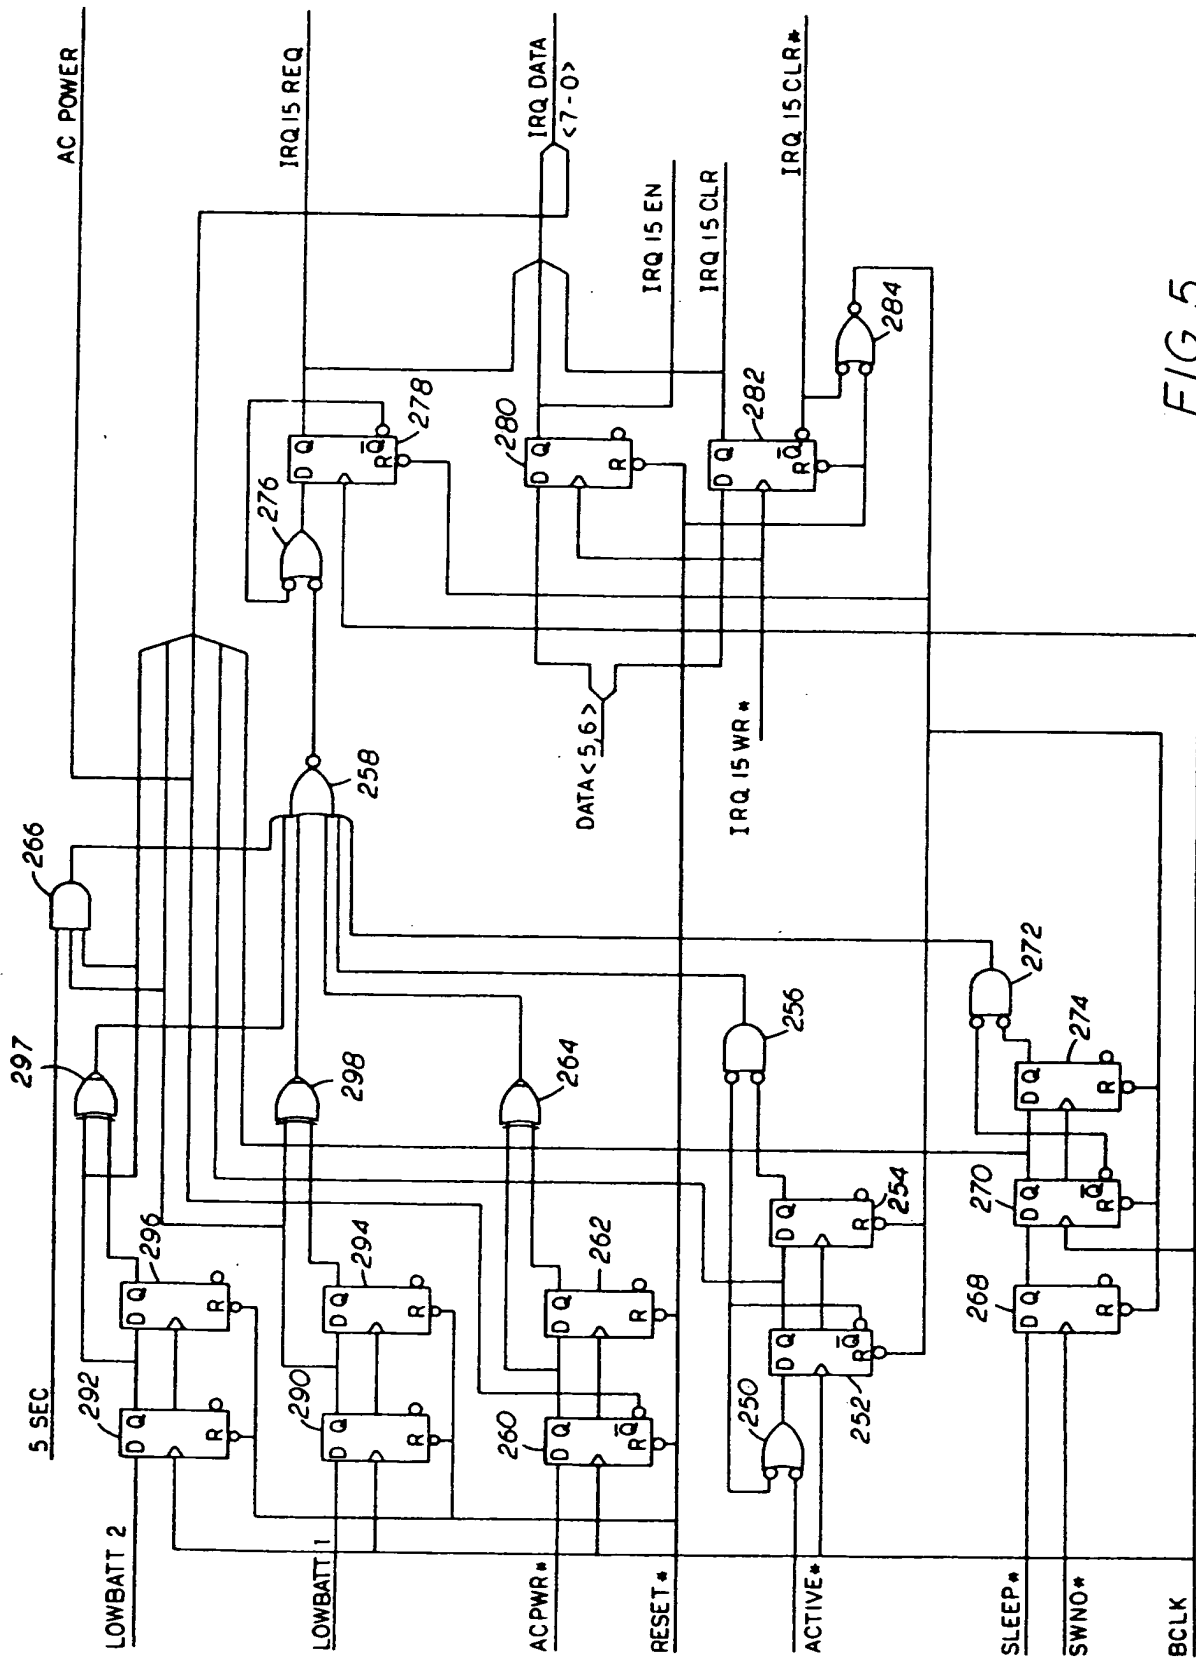 AC POWER
IRQ 15 REQ
IRQ DATA
<7-0>
IRQ 15 EN
IRQ 15 CLR
IRQ 15 CLR*
5 SEC
266
297
298
264
258
276
278
D Q
Q
R
280
D Q
R
282
D Q
Q
R
284
DATA<5,6>
IRQ 15 WR*
292
D Q
R
296
D Q
R
290
D Q
R
294
D Q
R
260
D Q
Q
R
262
D Q
R
250
252
D Q
Q
R
254
D Q
R
256
268
D Q
R
270
D Q
Q
R
274
D Q
R
272
LOWBATT 2
LOWBATT 1
ACPWR*
RESET*
ACTIVE*
SLEEP*
SWNO*
BCLK
FIG. 5